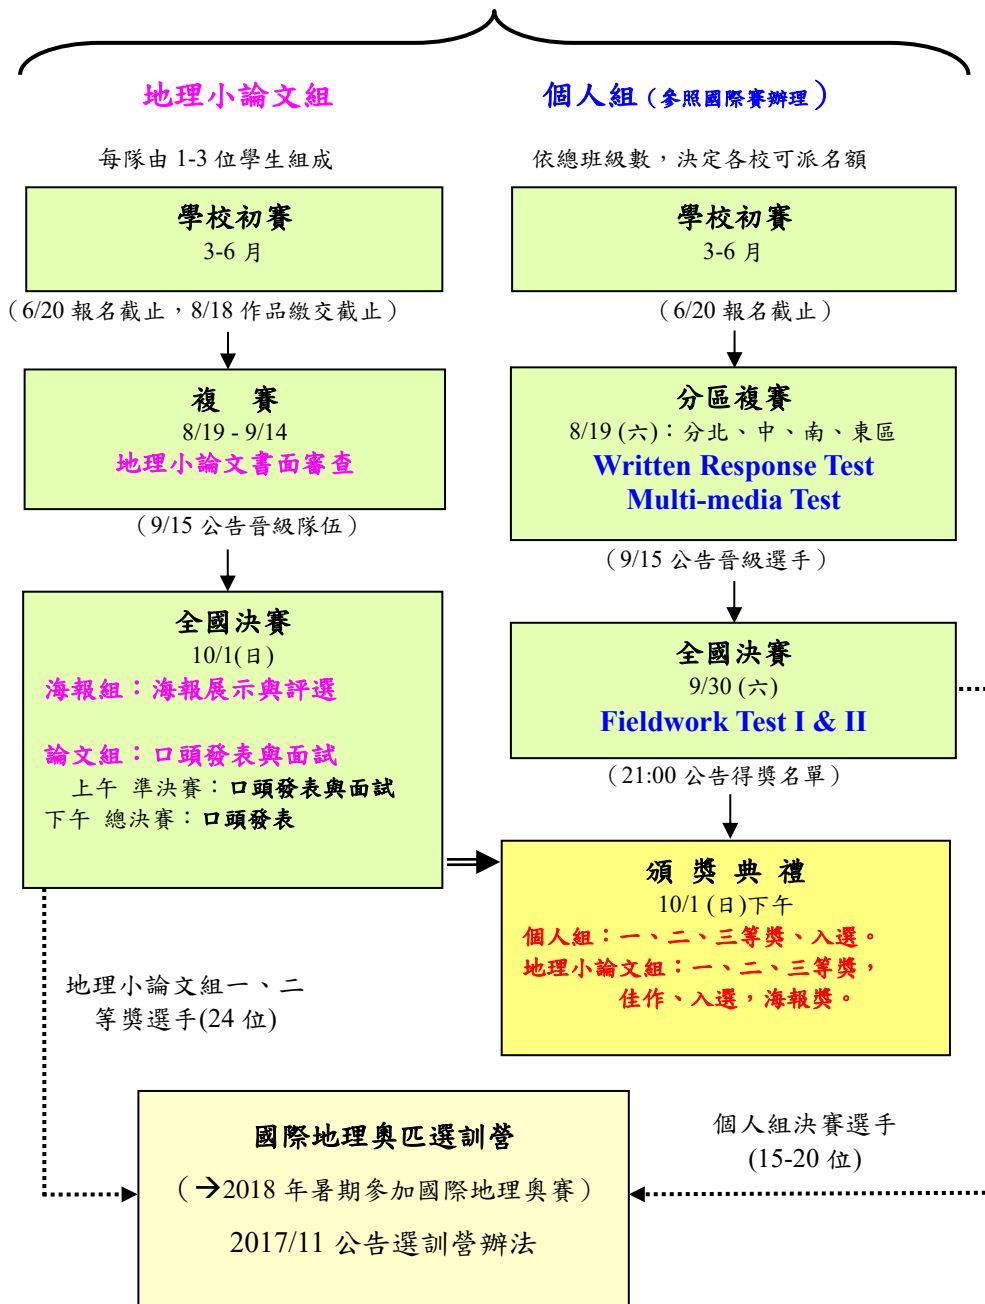 地理小論文組
每隊由 1-3 位學生組成
學校初賽
3-6 月
（6/20 報名截止，8/18 作品繳交截止）
複　賽
8/19 - 9/14
地理小論文書面審查
（9/15 公告晉級隊伍）
全國決賽
10/1(日)
海報組：海報展示與評選
論文組：口頭發表與面試
上午 準決賽：口頭發表與面試
下午 總決賽：口頭發表
地理小論文組一、二
等獎選手(24 位)
個人組（參照國際賽辦理）
依總班級數，決定各校可派名額
學校初賽
3-6 月
（6/20 報名截止）
分區複賽
8/19 (六)：分北、中、南、東區
Written Response Test
Multi-media Test
（9/15 公告晉級選手）
全國決賽
9/30 (六)
Fieldwork Test I & II
（21:00 公告得獎名單）
頒 獎 典 禮
10/1 (日)下午
個人組：一、二、三等獎、入選。
地理小論文組：一、二、三等獎，
佳作、入選，海報獎。
個人組決賽選手
(15-20 位)
國際地理奧匹選訓營
（→2018 年暑期參加國際地理奧賽）
2017/11 公告選訓營辦法